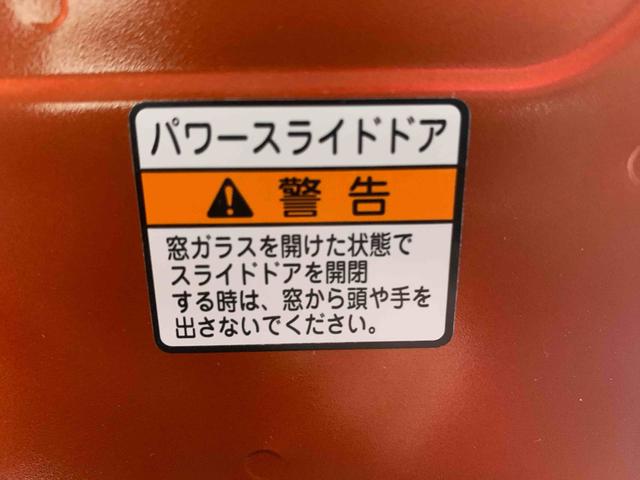 パワースライドドア
警告
窓ガラスを開けた状態で
スライドドアを開閉
する時は、窓から頭や手を
出さないでください。